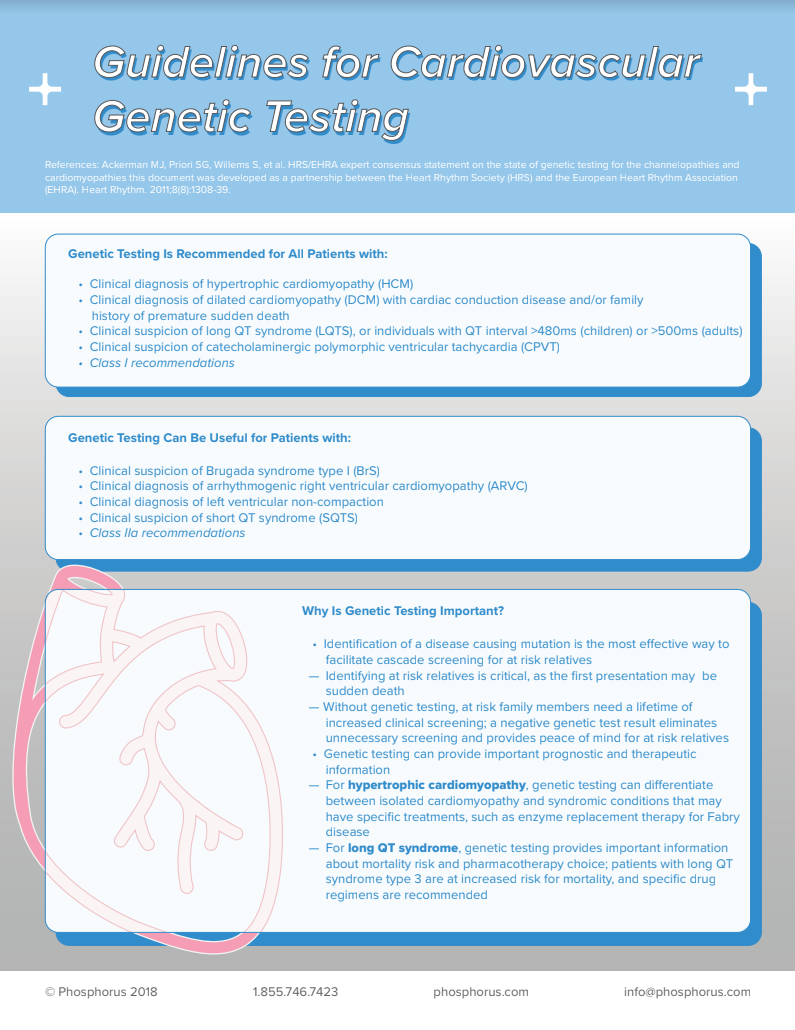 Guidelines for Cardiovascular
Genetic Testing
References: Ackerman MJ, Priori SG, Willems S, et al. HRS/EHRA expert consensus statement on the state of genetic testing for the channelopathies and
cardiomyopathies this document was developed as a partnership between the Heart Rhythm Society (HRS) and the European Heart Rhythm Association
(EHRA). Heart Rhythm. 2011;8(8):1308-39.
Genetic Testing Is Recommended for All Patients with:
• Clinical diagnosis of hypertrophic cardiomyopathy (HCM)
• Clinical diagnosis of dilated cardiomyopathy (DCM) with cardiac conduction disease and/or family
history of premature sudden death
• Clinical suspicion of long QT syndrome (LQTS), or individuals with QT interval >480ms (children) or >500ms (adults)
• Clinical suspicion of catecholaminergic polymorphic ventricular tachycardia (CPVT)
• Class I recommendations
Genetic Testing Can Be Useful for Patients with:
• Clinical suspicion of Brugada syndrome type I (BrS)
• Clinical diagnosis of arrhythmogenic right ventricular cardiomyopathy (ARVC)
• Clinical diagnosis of left ventricular non-compaction
• Clinical suspicion of short QT syndrome (SQTS)
• Class IIa recommendations
Why Is Genetic Testing Important?
• Identification of a disease causing mutation is the most effective way to
facilitate cascade screening for at risk relatives
— Identifying at risk relatives is critical, as the first presentation may be
sudden death
— Without genetic testing, at risk family members need a lifetime of
increased clinical screening; a negative genetic test result eliminates
unnecessary screening and provides peace of mind for at risk relatives
• Genetic testing can provide important prognostic and therapeutic
information
— For hypertrophic cardiomyopathy, genetic testing can differentiate
between isolated cardiomyopathy and syndromic conditions that may
have specific treatments, such as enzyme replacement therapy for Fabry
disease
— For long QT syndrome, genetic testing provides important information
about mortality risk and pharmacotherapy choice; patients with long QT
syndrome type 3 are at increased risk for mortality, and specific drug
regimens are recommended
© Phosphorus 2018 1.855.746.7423 phosphorus.com info@phosphorus.com